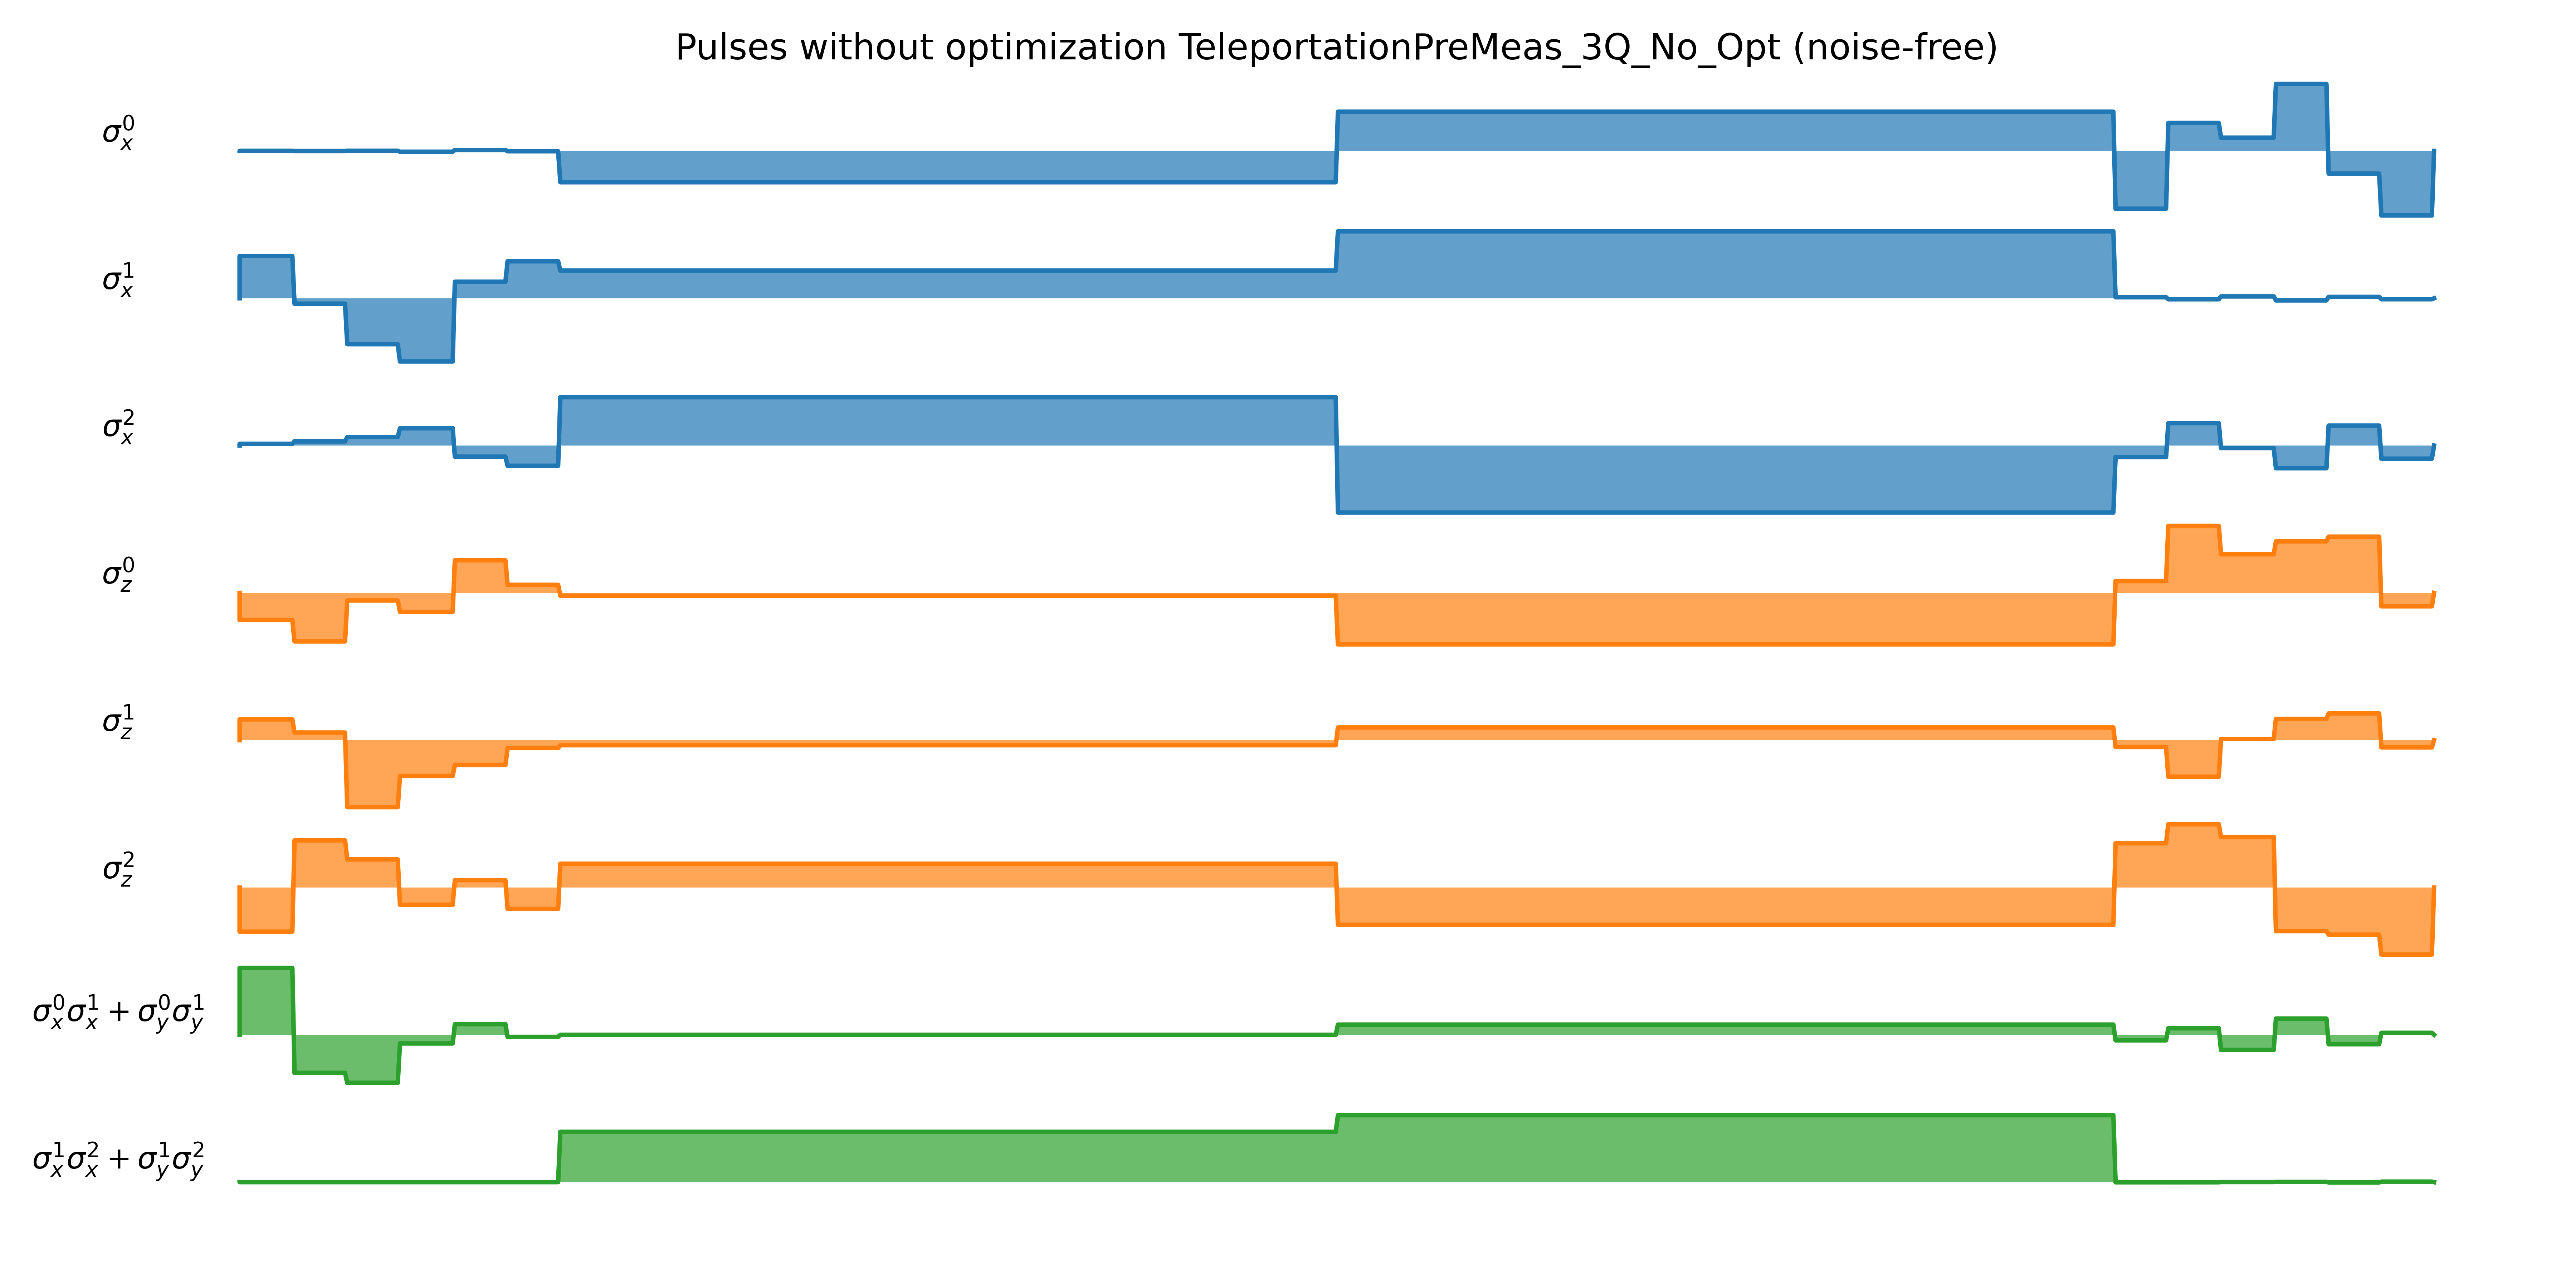 Pulses without optimization TeleportationPreMeas_3Q_No_Opt (noise-free)
σ_x^0
σ_x^1
σ_x^2
σ_z^0
σ_z^1
σ_z^2
σ_x^0σ_x^1 + σ_y^0σ_y^1
σ_x^1σ_x^2 + σ_y^1σ_y^2